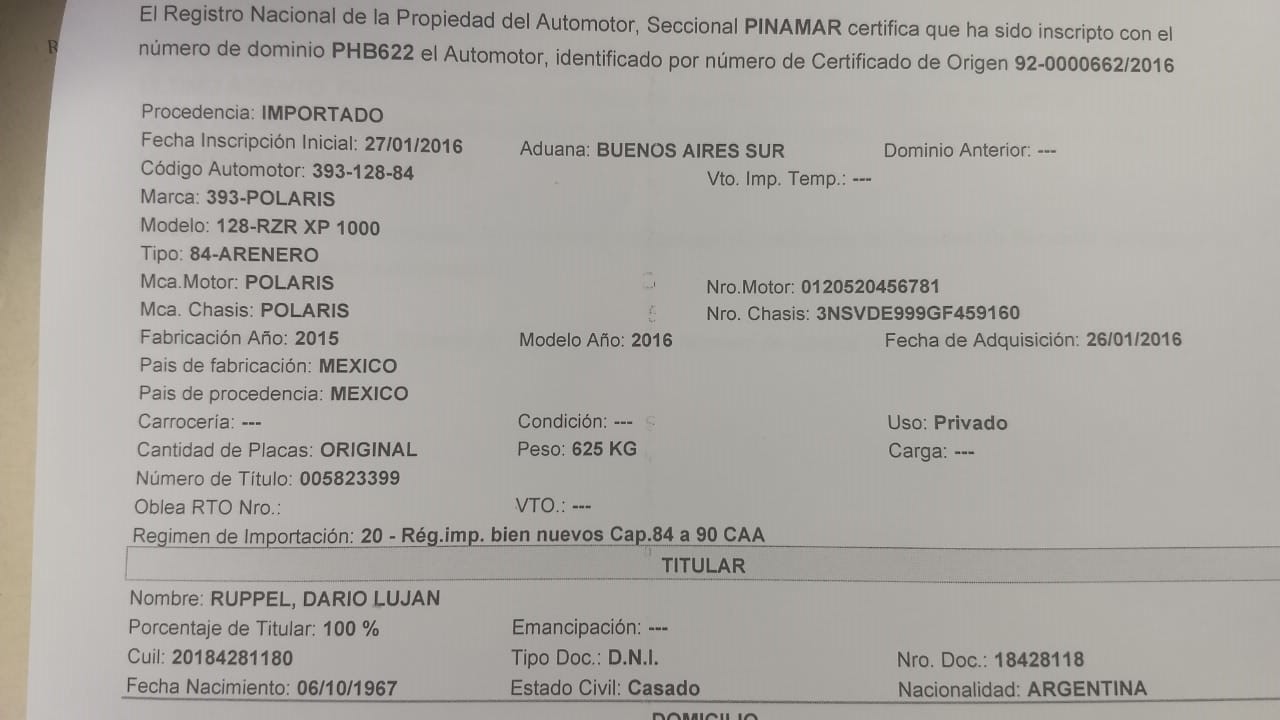 El Registro Nacional de la Propiedad del Automotor, Seccional PINAMAR certifica que ha sido inscripto con el
número de dominio PHB622 el Automotor, identificado por número de Certificado de Origen 92-0000662/2016
Procedencia: IMPORTADO
Fecha Inscripción Inicial: 27/01/2016 Aduana: BUENOS AIRES SUR Dominio Anterior: ---
Código Automotor: 393-128-84 Vto. Imp. Temp.: ---
Marca: 393-POLARIS
Modelo: 128-RZR XP 1000
Tipo: 84-ARENERO
Mca.Motor: POLARIS Nro.Motor: 0120520456781
Mca. Chasis: POLARIS Nro. Chasis: 3NSVDE999GF459160
Fabricación Año: 2015 Modelo Año: 2016 Fecha de Adquisición: 26/01/2016
Pais de fabricación: MEXICO
Pais de procedencia: MEXICO
Carrocería: --- Condición: --- Uso: Privado
Cantidad de Placas: ORIGINAL Peso: 625 KG Carga: ---
Número de Título: 005823399
Oblea RTO Nro.: VTO.: ---
Regimen de Importación: 20 - Rég.imp. bien nuevos Cap.84 a 90 CAA
TITULAR
Nombre: RUPPEL, DARIO LUJAN
Porcentaje de Titular: 100 % Emancipación: ---
Cuil: 20184281180 Tipo Doc.: D.N.I. Nro. Doc.: 18428118
Fecha Nacimiento: 06/10/1967 Estado Civil: Casado Nacionalidad: ARGENTINA
DOMICILIO